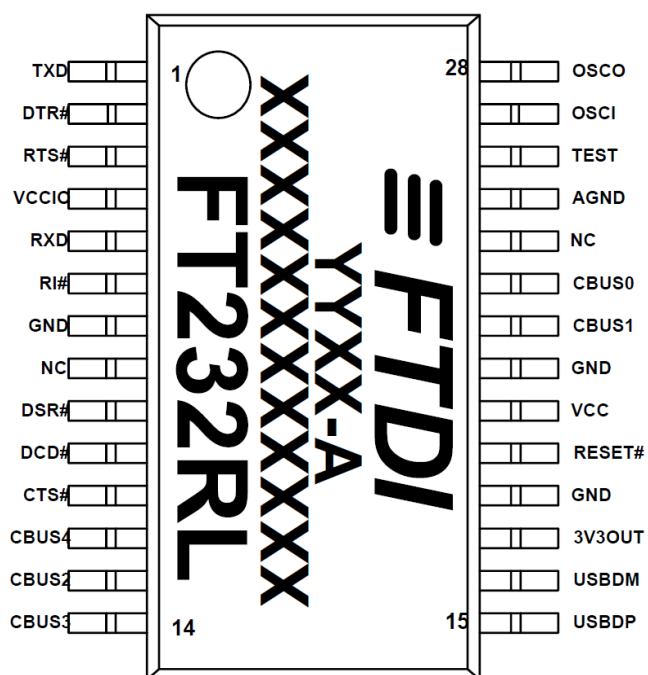 TXD
DTR#
RTS#
VCCIO
RXD
RI#
GND
NC
DSR#
DCD#
CTS#
CBUS4
CBUS2
CBUS3
1
14
FT232RL
XXXXXXXXXXXX
YYXX-A
FTDI
28
15
OSCO
OSCI
TEST
AGND
NC
CBUS0
CBUS1
GND
VCC
RESET#
GND
3V3OUT
USBDM
USBDP